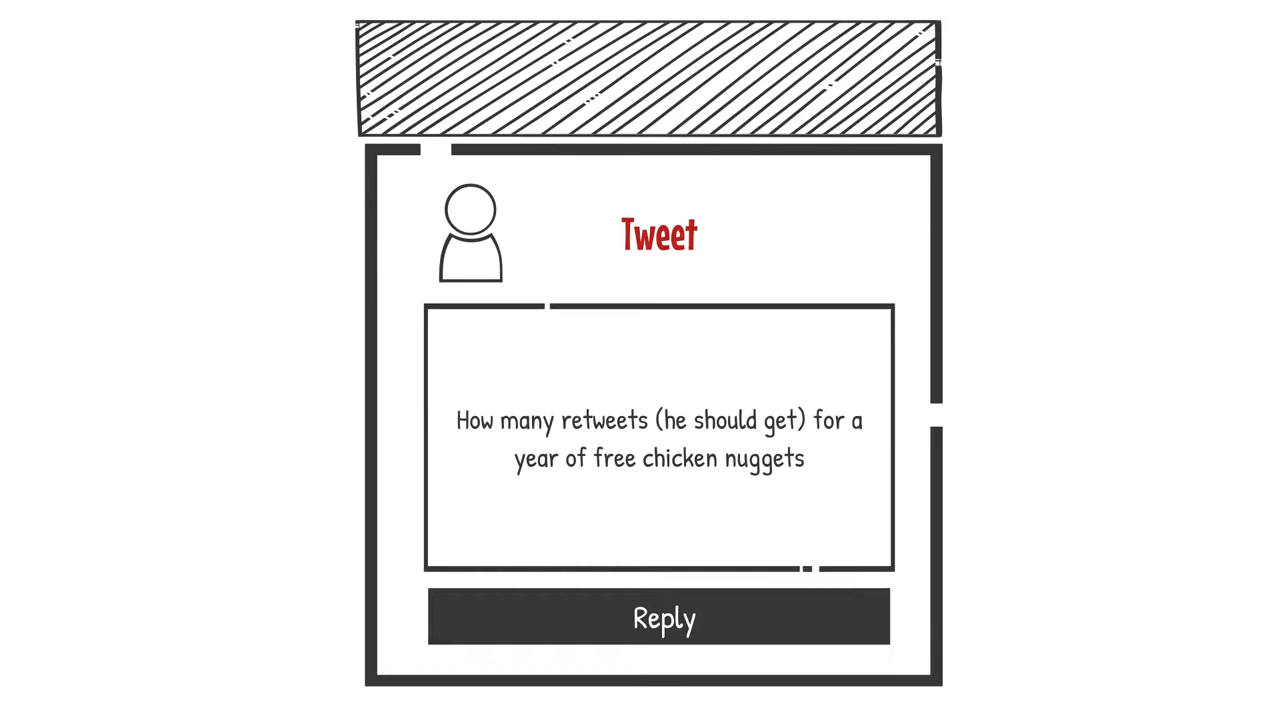 Tweet
How many retweets (he should get) for a
year of free chicken nuggets
Reply